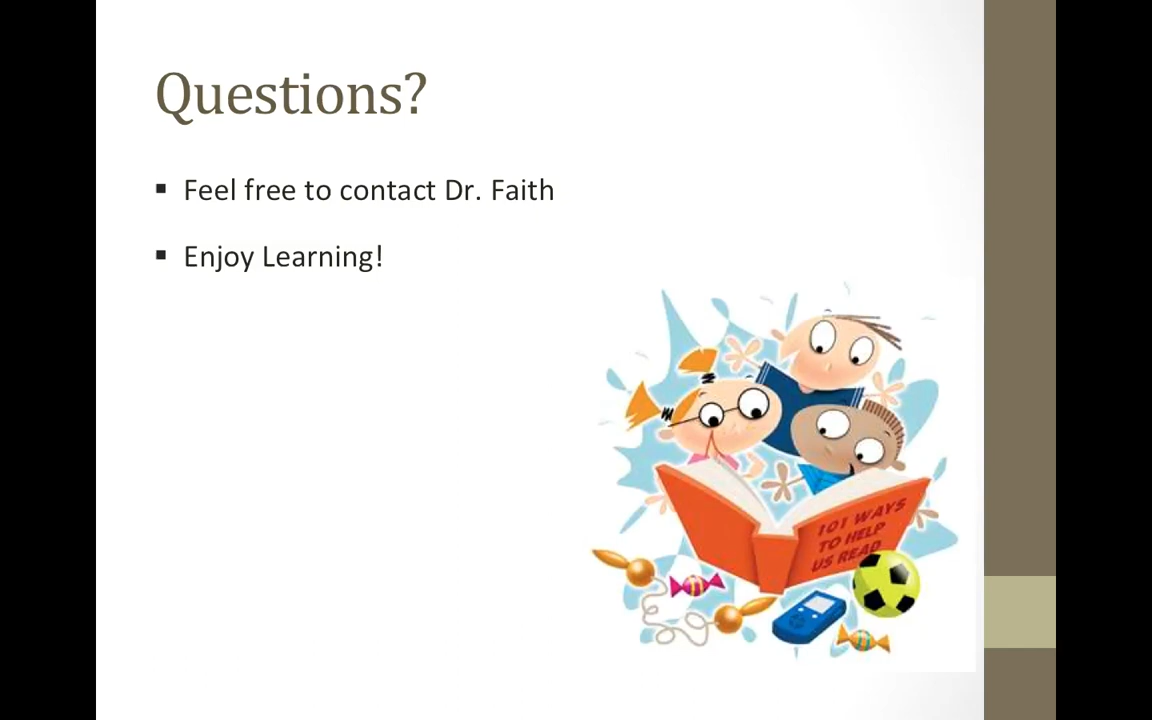 Questions?
▪ Feel free to contact Dr. Faith
▪ Enjoy Learning!
101 WAYS
TO HELP
US READ